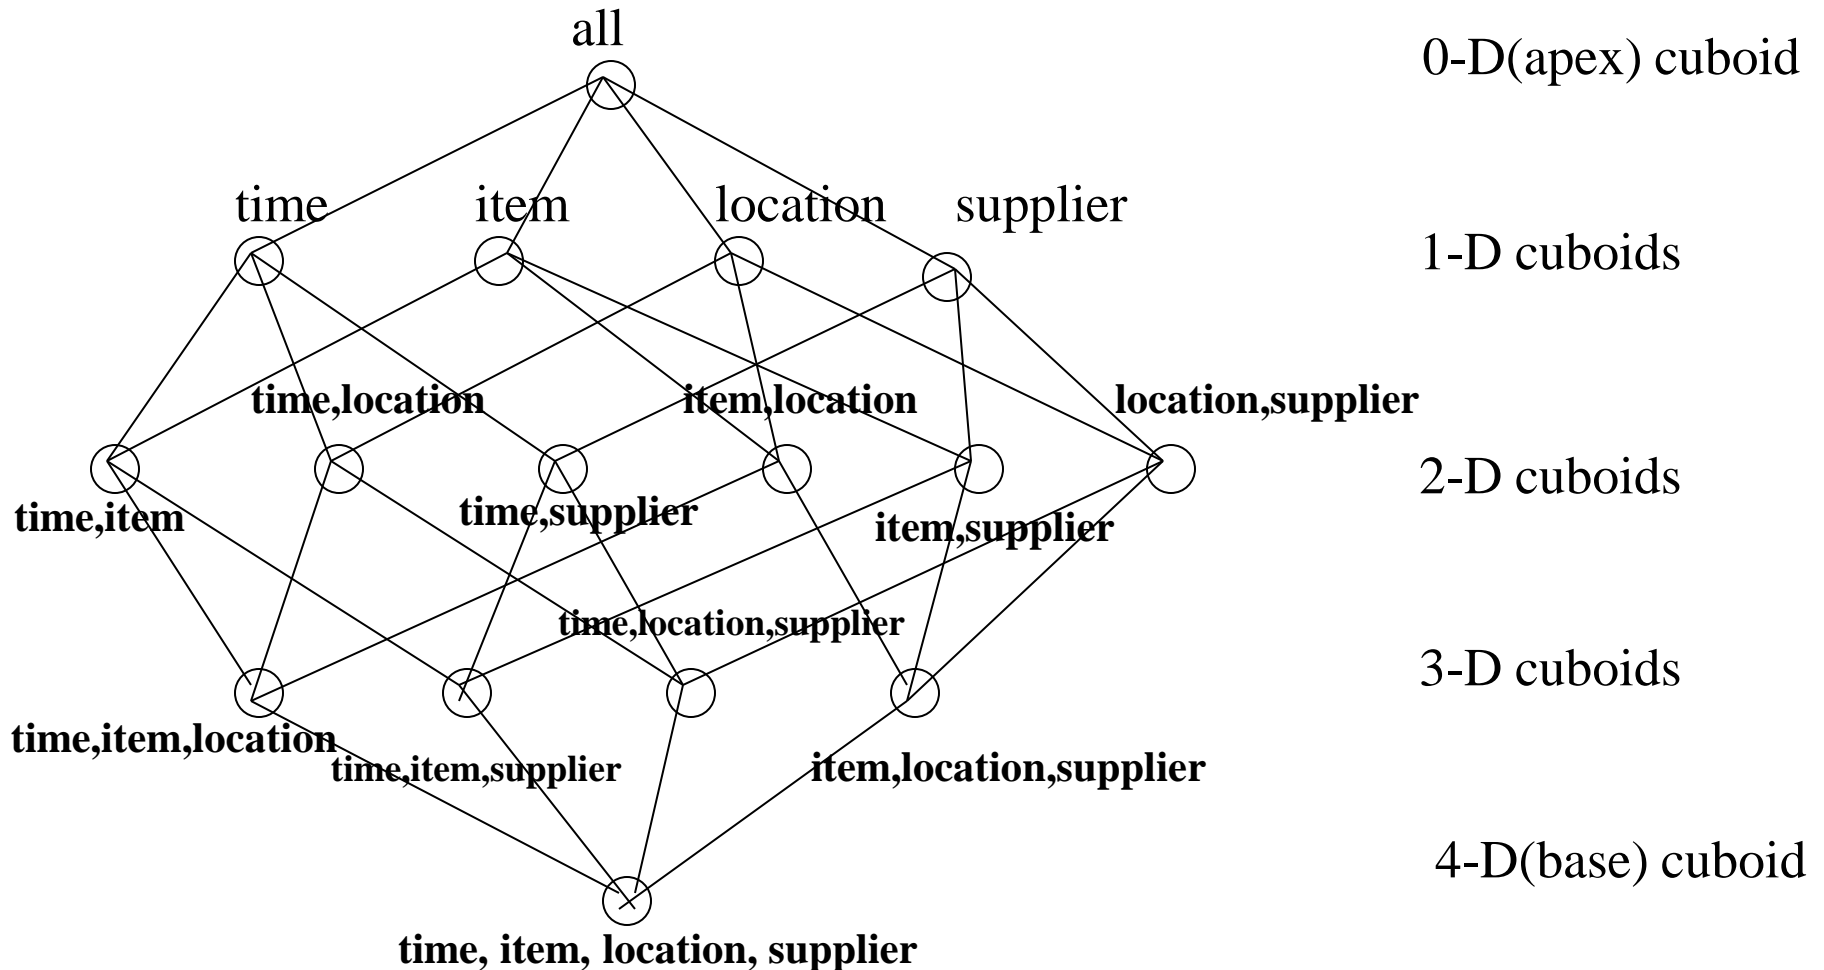 all
0-D(apex) cuboid
time
item
location
supplier
1-D cuboids
time,location
item,location
location,supplier
2-D cuboids
time,item
time,supplier
item,supplier
time,location,supplier
3-D cuboids
time,item,location
time,item,supplier
item,location,supplier
4-D(base) cuboid
time, item, location, supplier